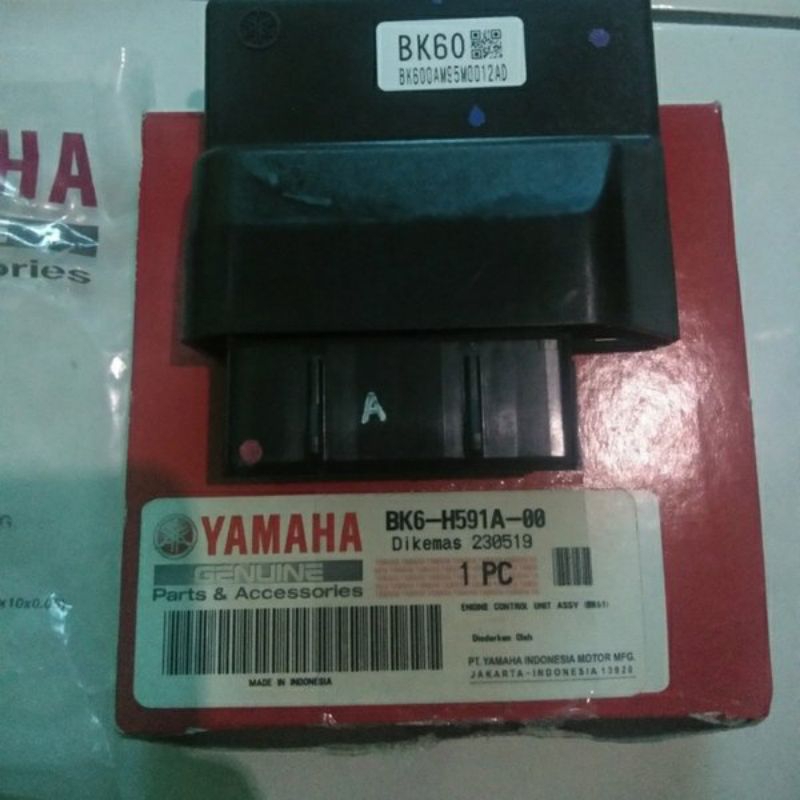 BK60
BK600AM95M0012AD
HA
ories
A
YAMAHA
BK6-H591A-00
Dikemas 230519
GENUINE
1 PC
Parts & Accessories
ENGINE CONTROL UNIT ASSY (BK61)
Diedarkan Oleh
PT. YAMAHA INDONESIA MOTOR MFG.
JAKARTA-INDONESIA 13920
MADE IN INDONESIA